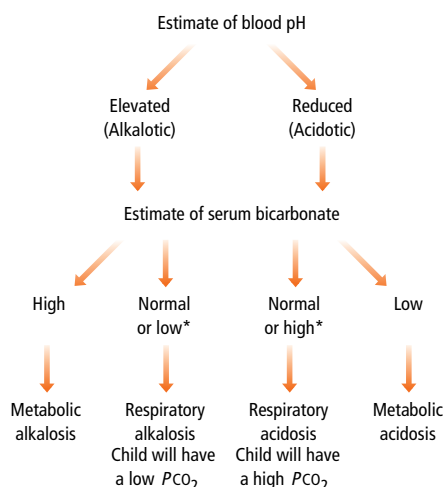 Estimate of blood pH
Elevated
(Alkalotic)
Reduced
(Acidotic)
Estimate of serum bicarbonate
High
Normal
or low*
Normal
or high*
Low
Metabolic
alkalosis
Respiratory
alkalosis
Child will have
a low PCO₂
Respiratory
acidosis
Child will have
a high PCO₂
Metabolic
acidosis